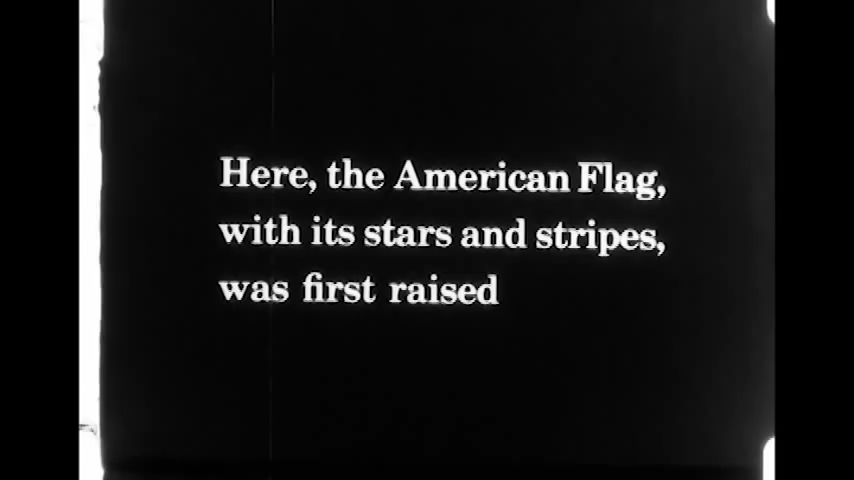 Here, the American Flag,
with its stars and stripes,
was first raised